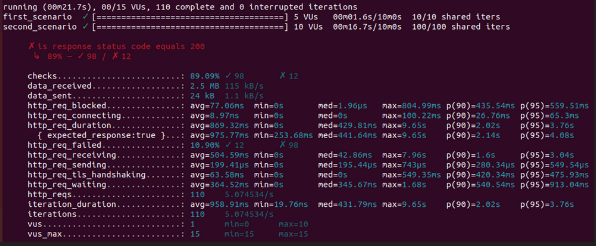 running (00m21.7s), 00/15 VUs, 110 complete and 0 interrupted iterations
first_scenario ✓ [======================================] 5 VUs 00m01.6s/10m0s 10/10 shared iters
second_scenario ✓ [======================================] 10 VUs 00m16.7s/10m0s 100/100 shared iters
✗ is response status code equals 200
↳ 89% — ✓ 98 / ✗ 12
checks.........................: 89.09% ✓ 98 ✗ 12
data_received..................: 2.5 MB 115 kB/s
data_sent......................: 24 kB 1.1 kB/s
http_req_blocked...............: avg=77.06ms min=0s med=1.96µs max=804.99ms p(90)=435.54ms p(95)=559.51ms
http_req_connecting............: avg=8.97ms min=0s med=0s max=100.22ms p(90)=26.76ms p(95)=65.3ms
http_req_duration..............: avg=869.32ms min=0s med=429.81ms max=9.65s p(90)=2.02s p(95)=3.76s
{ expected_response:true }...: avg=975.77ms min=253.68ms med=441.64ms max=9.65s p(90)=2.14s p(95)=4.08s
http_req_failed................: 10.90% ✓ 12 ✗ 98
http_req_receiving.............: avg=504.59ms min=0s med=42.86ms max=7.96s p(90)=1.6s p(95)=3.04s
http_req_sending...............: avg=199.41µs min=0s med=195.44µs max=743µs p(90)=280.34µs p(95)=549.54µs
http_req_tls_handshaking.......: avg=63.58ms min=0s med=0s max=549.35ms p(90)=420.34ms p(95)=475.93ms
http_req_waiting...............: avg=364.52ms min=0s med=345.67ms max=1.68s p(90)=540.54ms p(95)=913.04ms
http_reqs......................: 110 5.074534/s
iteration_duration.............: avg=958.91ms min=19.76ms med=431.79ms max=9.65s p(90)=2.02s p(95)=3.76s
iterations.....................: 110 5.074534/s
vus............................: 1 min=0 max=10
vus_max........................: 15 min=15 max=15